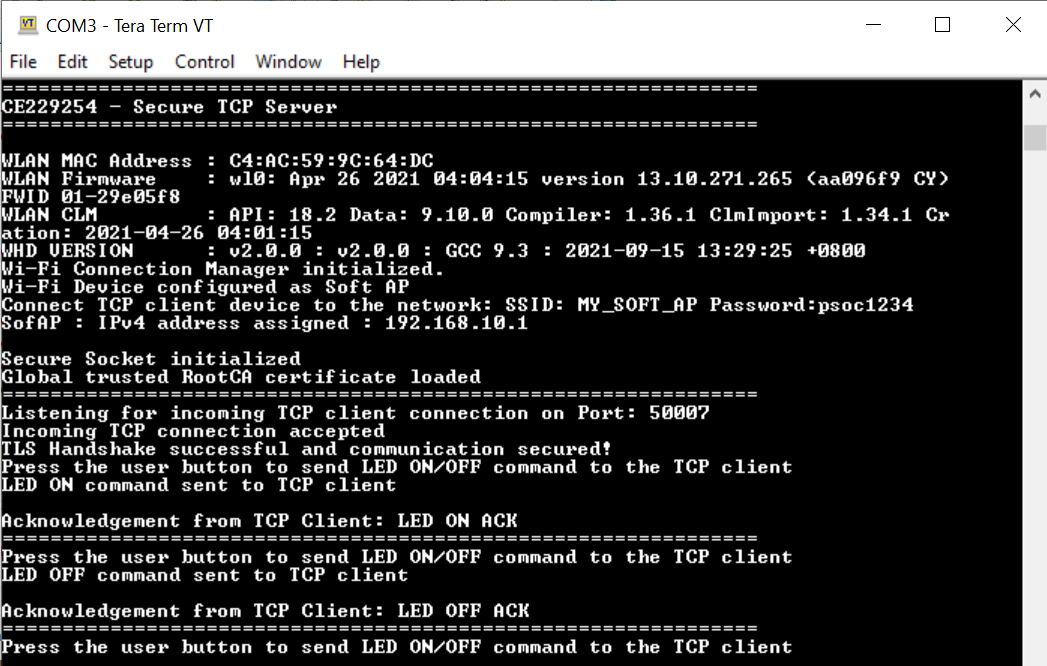 COM3 - Tera Term VT
File Edit Setup Control Window Help
===============================================================
CE229254 - Secure TCP Server
===============================================================
WLAN MAC Address : C4:AC:59:9C:64:DC
WLAN Firmware    : wl0: Apr 26 2021 04:04:15 version 13.10.271.265 (aa096f9 CY)
FWID 01-29e05f8
WLAN CLM         : API: 18.2 Data: 9.10.0 Compiler: 1.36.1 ClmImport: 1.34.1 Cr
ation: 2021-04-26 04:01:15
WHD VERSION      : v2.0.0 : v2.0.0 : GCC 9.3 : 2021-09-15 13:29:25 +0800
Wi-Fi Connection Manager initialized.
Wi-Fi Device configured as Soft AP
Connect TCP client device to the network: SSID: MY_SOFT_AP Password:psoc1234
SofAP : IPv4 address assigned : 192.168.10.1
Secure Socket initialized
Global trusted RootCA certificate loaded
===============================================================
Listening for incoming TCP client connection on Port: 50007
Incoming TCP connection accepted
TLS Handshake successful and communication secured!
Press the user button to send LED ON/OFF command to the TCP client
LED ON command sent to TCP client
Acknowledgement from TCP Client: LED ON ACK
===============================================================
Press the user button to send LED ON/OFF command to the TCP client
LED OFF command sent to TCP client
Acknowledgement from TCP Client: LED OFF ACK
===============================================================
Press the user button to send LED ON/OFF command to the TCP client